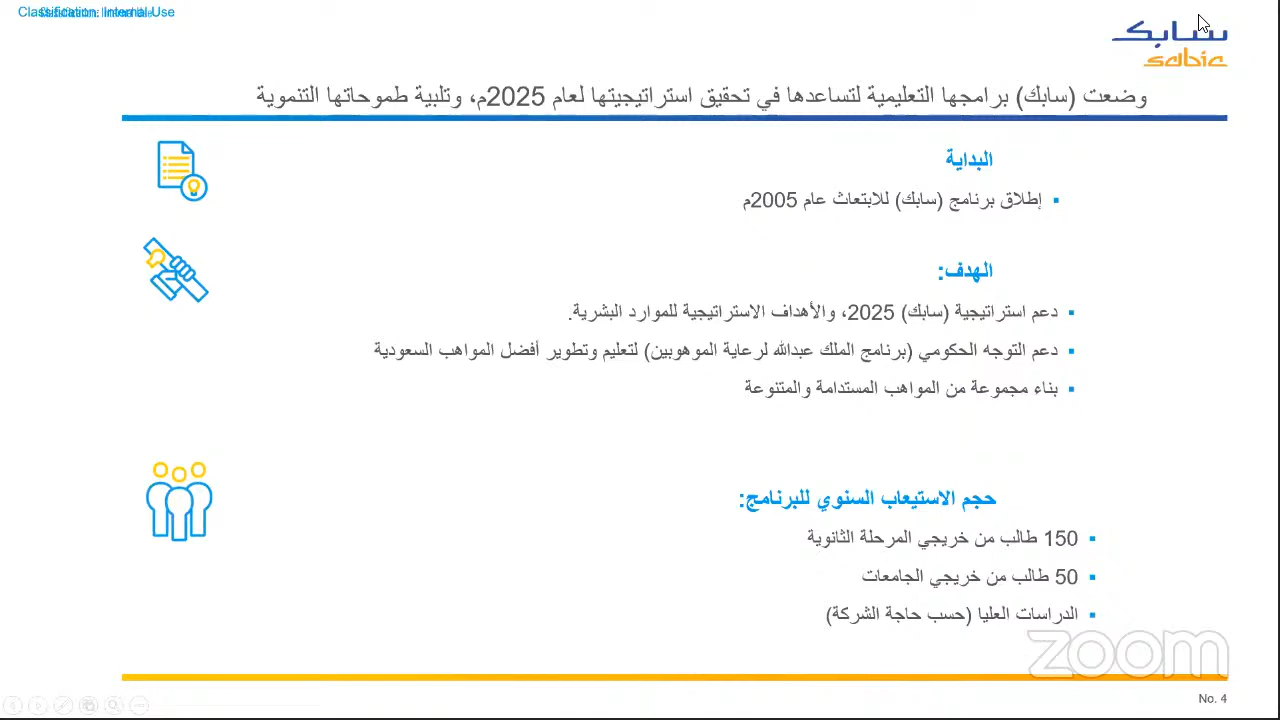 Classification: Internal Use
سابك
sabic
وضعت (سابك) برامجها التعليمية لتساعدها في تحقيق استراتيجيتها لعام 2025م، وتلبية طموحاتها التنموية
البداية
▪ إطلاق برنامج (سابك) للابتعاث عام 2005م
الهدف:
▪ دعم استراتيجية (سابك) 2025، والأهداف الاستراتيجية للموارد البشرية.
▪ دعم التوجه الحكومي (برنامج الملك عبدالله لرعاية الموهوبين) لتعليم وتطوير أفضل المواهب السعودية
▪ بناء مجموعة من المواهب المستدامة والمتنوعة
حجم الاستيعاب السنوي للبرنامج:
▪ 150 طالب من خريجي المرحلة الثانوية
▪ 50 طالب من خريجي الجامعات
▪ الدراسات العليا (حسب حاجة الشركة)
zoom
No. 4